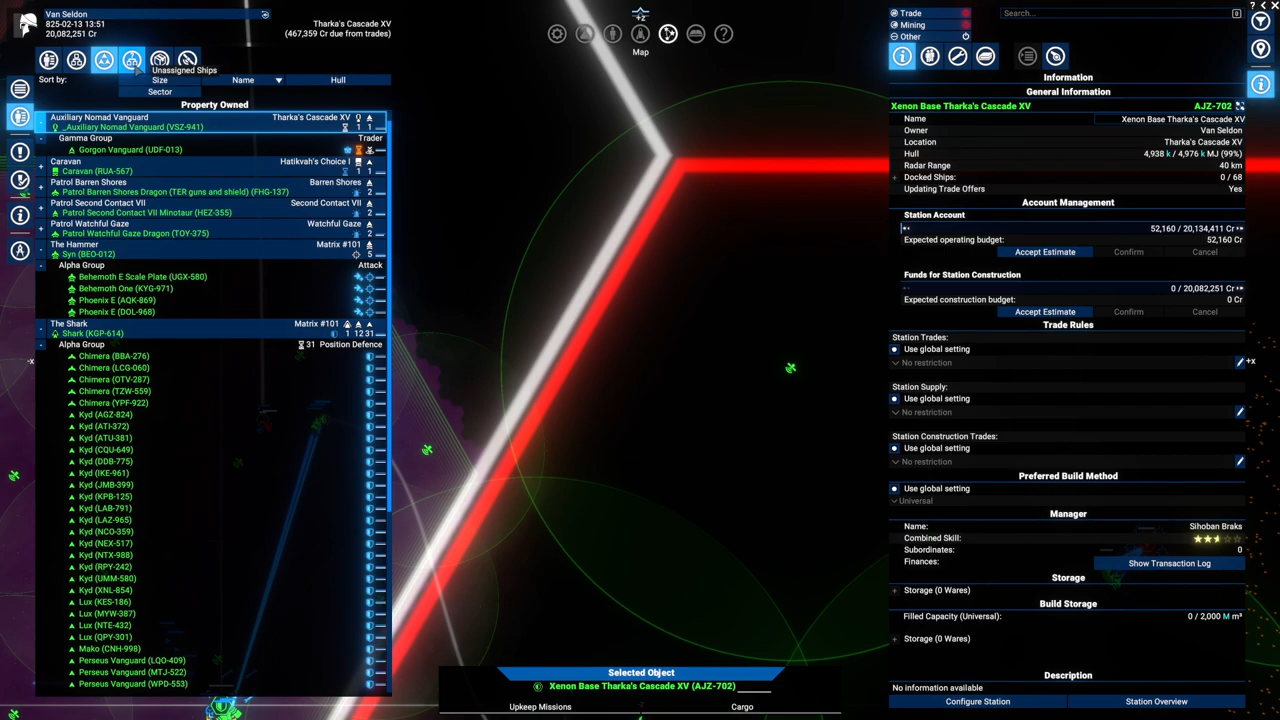 Van Seldon
825-02-13 13:51
20,082,251 Cr
Tharka's Cascade XV
(467,359 Cr due from trades)
Unassigned Ships
Sort by:
Size
Name
Hull
Sector
Property Owned
Auxiliary Nomad Vanguard Tharka's Cascade XV
_Auxiliary Nomad Vanguard (VSZ-941) 1 1
Gamma Group Trader
Gorgon Vanguard (UDF-013)
Caravan Hatikvah's Choice I
Caravan (RUA-567) 1 1
Patrol Barren Shores Barren Shores
Patrol Barren Shores Dragon (TER guns and shield) (FHG-137) 2
Patrol Second Contact VII Second Contact VII
Patrol Second Contact VII Minotaur (HEZ-355) 2
Patrol Watchful Gaze Watchful Gaze
Patrol Watchful Gaze Dragon (TOY-375) 2
The Hammer Matrix #101
Syn (BEO-012) 5
Alpha Group Attack
Behemoth E Scale Plate (UGX-580)
Behemoth One (KYG-971)
Phoenix E (AQK-869)
Phoenix E (DOL-968)
The Shark Matrix #101
Shark (KGP-614) 1 12 31
Alpha Group 31 Position Defence
Chimera (BBA-276)
Chimera (LCG-060)
Chimera (OTV-287)
Chimera (TZW-559)
Chimera (YPF-922)
Kyd (AGZ-824)
Kyd (ATI-372)
Kyd (ATU-381)
Kyd (CQU-649)
Kyd (DDB-775)
Kyd (IKE-961)
Kyd (JMB-399)
Kyd (KPB-125)
Kyd (LAB-791)
Kyd (LAZ-965)
Kyd (NCO-359)
Kyd (NEX-517)
Kyd (NTX-988)
Kyd (RPY-242)
Kyd (UMM-580)
Kyd (XNL-854)
Lux (KES-186)
Lux (MYW-387)
Lux (NTE-432)
Lux (QPY-301)
Mako (CNH-998)
Perseus Vanguard (LQO-409)
Perseus Vanguard (MTJ-522)
Perseus Vanguard (WPD-553)
+2
Map
-x
+x
Selected Object
Xenon Base Tharka's Cascade XV (AJZ-702)
Upkeep Missions
Cargo
Trade
Mining
Other
Search...
Information
General Information
Xenon Base Tharka's Cascade XV AJZ-702
Name Xenon Base Tharka's Cascade XV
Owner Van Seldon
Location Tharka's Cascade XV
Hull 4,938 k / 4,976 k MJ (99%)
Radar Range 40 km
Docked Ships: 0 / 68
Updating Trade Offers Yes
Account Management
Station Account
52,160 / 20,134,411 Cr
Expected operating budget: 52,160 Cr
Accept Estimate Confirm Cancel
Funds for Station Construction
0 / 20,082,251 Cr
Expected construction budget: 0 Cr
Accept Estimate Confirm Cancel
Trade Rules
Station Trades:
Use global setting
No restriction
Station Supply:
Use global setting
No restriction
Station Construction Trades:
Use global setting
No restriction
Preferred Build Method
Use global setting
Universal
Manager
Name: Sihoban Braks
Combined Skill:
Subordinates: 0
Finances: Show Transaction Log
Storage
Storage (0 Wares)
Build Storage
Filled Capacity (Universal): 0 / 2,000 M m³
Storage (0 Wares)
Description
No information available
Configure Station
Station Overview